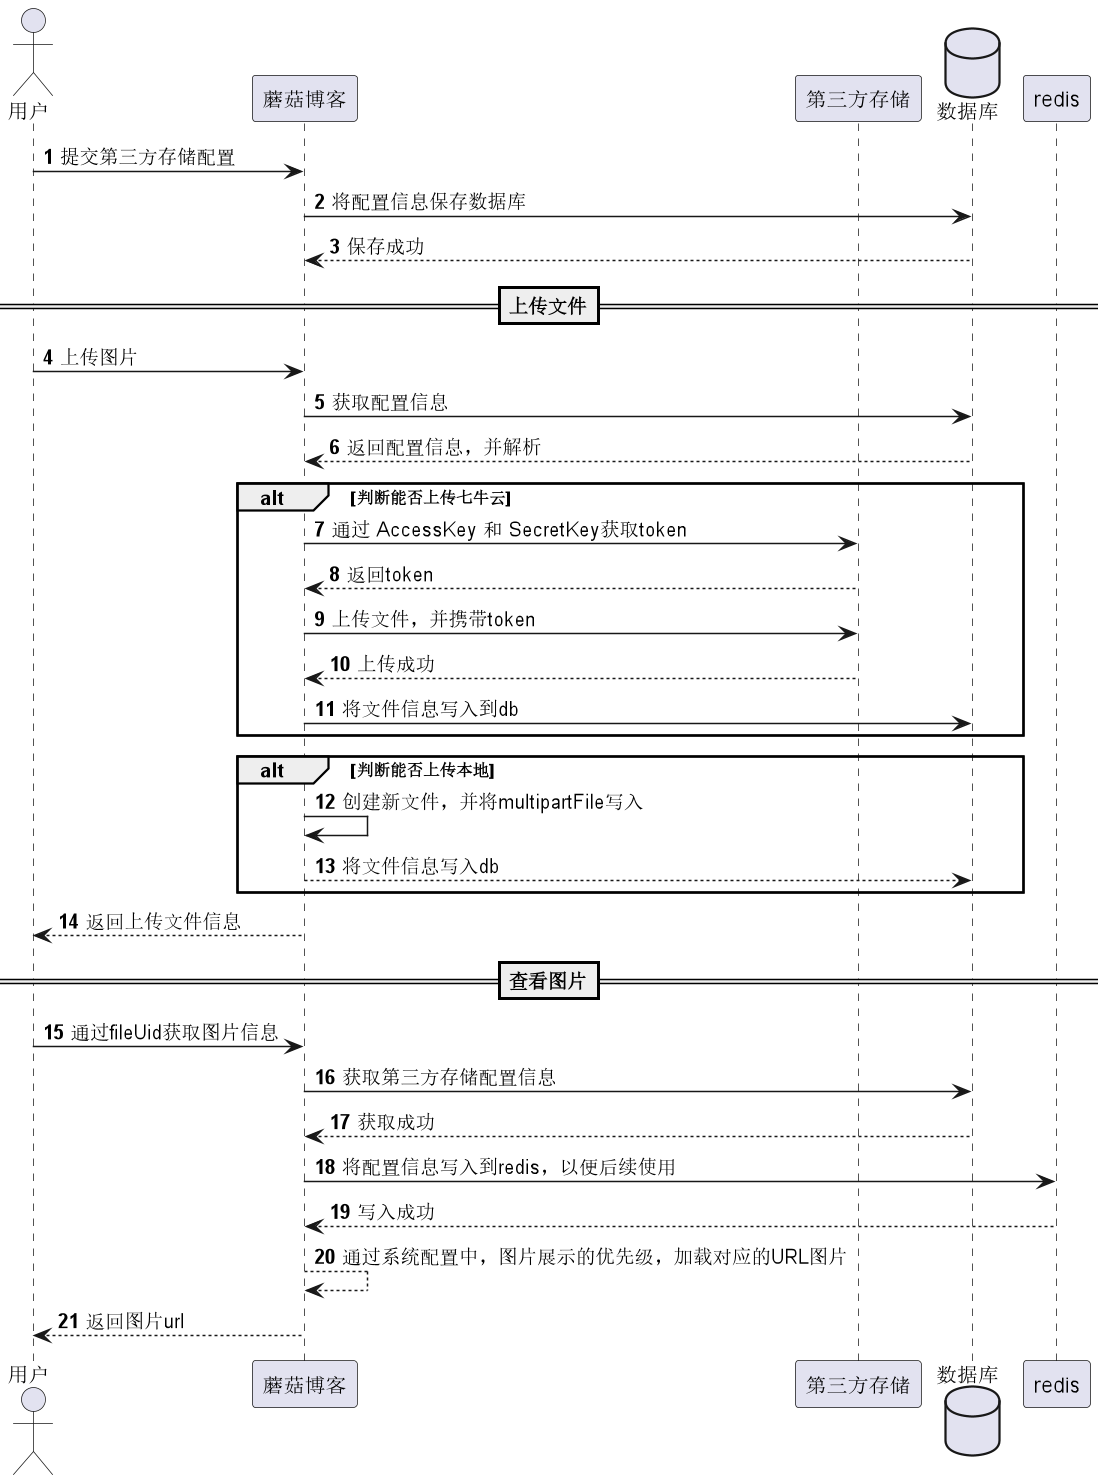 用户
蘑菇博客
第三方存储
数据库
redis
1 提交第三方存储配置
2 将配置信息保存数据库
3 保存成功
上传文件
4 上传图片
5 获取配置信息
6 返回配置信息，并解析
alt [判断能否上传七牛云]
7 通过 AccessKey 和 SecretKey获取token
8 返回token
9 上传文件，并携带token
10 上传成功
11 将文件信息写入到db
alt [判断能否上传本地]
12 创建新文件，并将multipartFile写入
13 将文件信息写入db
14 返回上传文件信息
查看图片
15 通过fileUid获取图片信息
16 获取第三方存储配置信息
17 获取成功
18 将配置信息写入到redis，以便后续使用
19 写入成功
20 通过系统配置中，图片展示的优先级，加载对应的URL图片
21 返回图片url
用户
蘑菇博客
第三方存储
数据库
redis